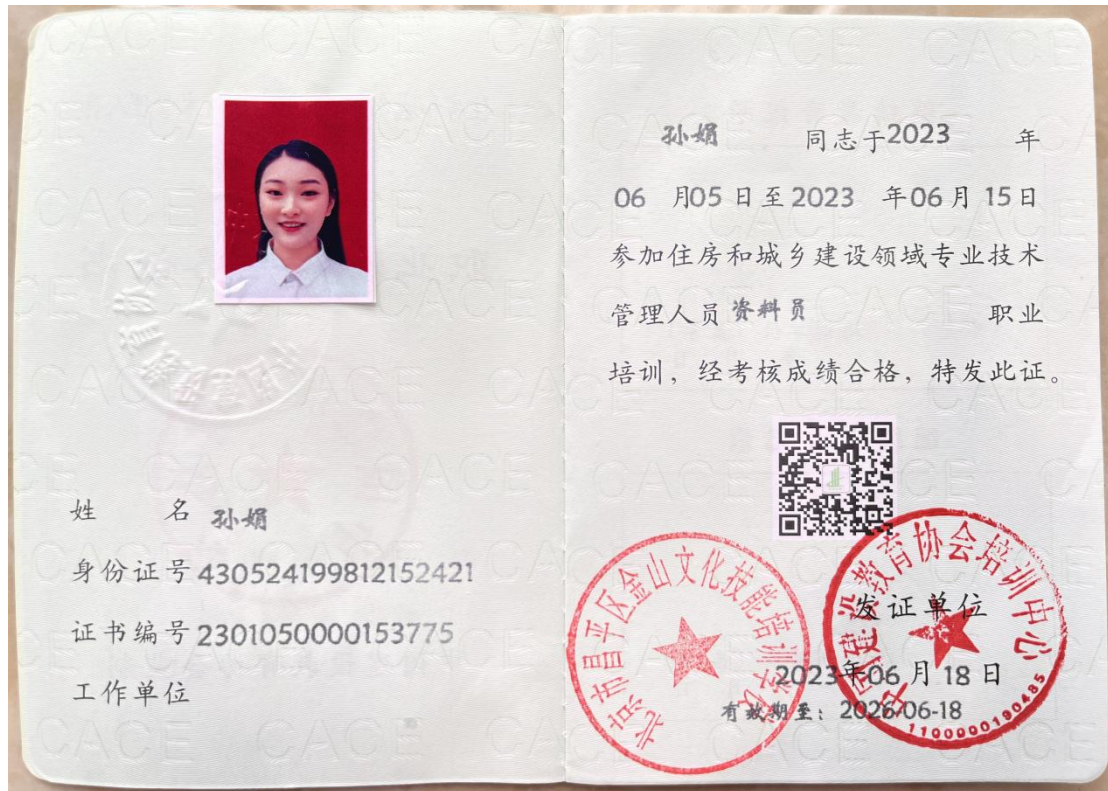 姓 名 孙娟
身份证号 430524199812152421
证书编号 2301050000153775
工作单位
孙娟 同志于2023 年
06 月05 日至2023 年06月 15日
参加住房和城乡建设领域专业技术
管理人员 资料员 职业
培训，经考核成绩合格，特发此证。
发证单位
2023年06 月 18 日
有效期至：2026-06-18
北京市昌平区金山文化技能培训学校
中国建设教育协会培训中心
1100000190485
CACE